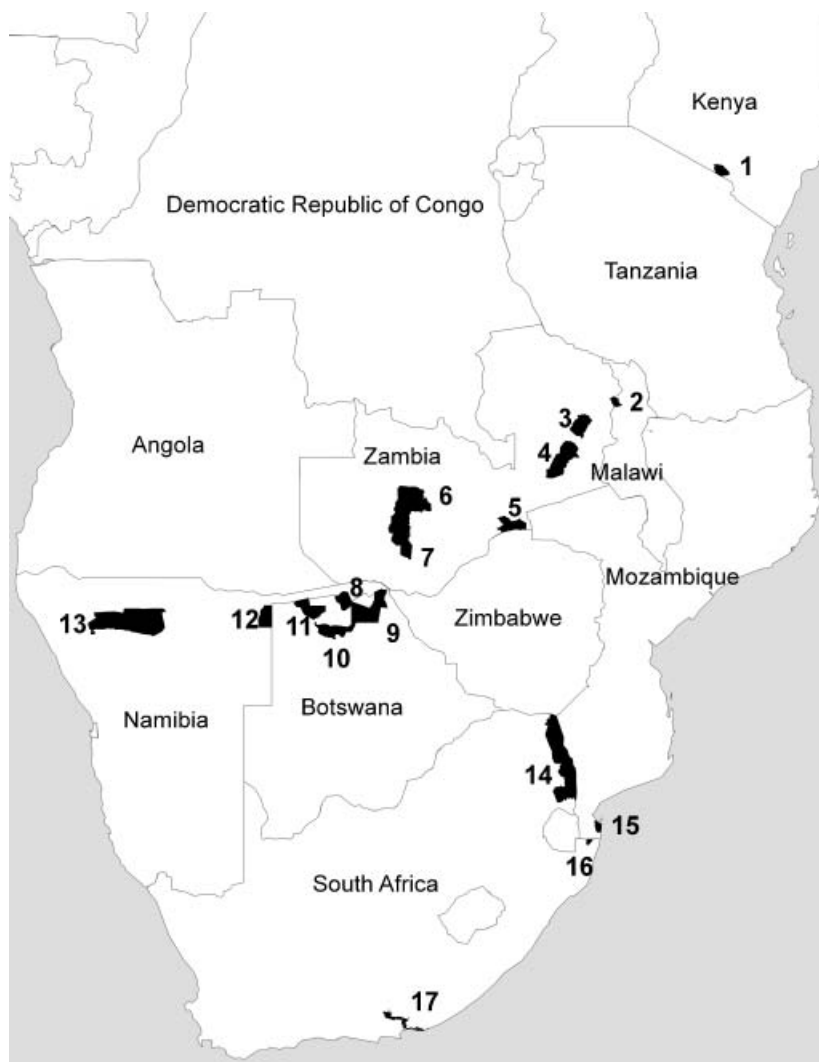 Kenya
1
Democratic Republic of Congo
Tanzania
2
3
Angola
Zambia
4
Malawi
6
5
7
Mozambique
8
13
12
11
9
Zimbabwe
10
Namibia
Botswana
14
15
16
South Africa
17